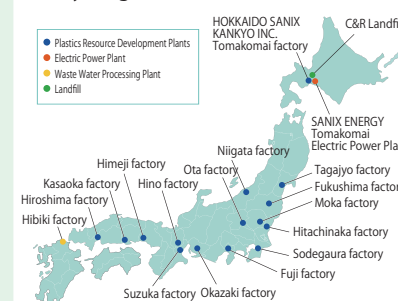 HOKKAIDO SANIX
KANKYO INC.
Tomakomai factory
C&R Landfi
Plastics Resource Development Plants
Electric Power Plant
Waste Water Processing Plant
Landfill
SANIX ENERGY
Tomakomai
Electric Power Pla
Niigata factory
Himeji factory
Ota factory
Tagajyo factory
Kasaoka factory
Hino factory
Fukushima factor
Hiroshima factory
Moka factory
Hibiki factory
Hitachinaka factory
Sodegaura factory
Fuji factory
Suzuka factory
Okazaki factory